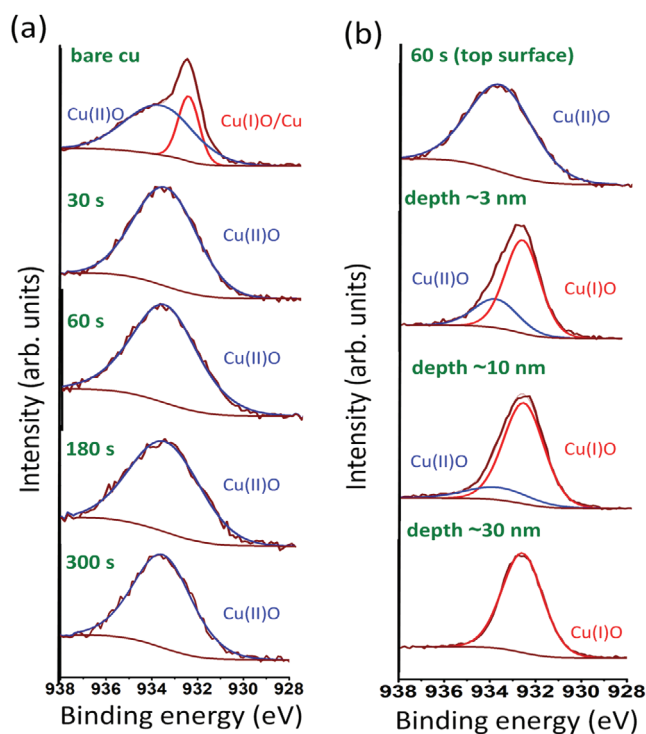 (a)
bare cu
Cu(II)O
Cu(I)O/Cu
30 s
Cu(II)O
60 s
Cu(II)O
180 s
Cu(II)O
300 s
Cu(II)O
938 936 934 932 930 928
Binding energy (eV)
Intensity (arb. units)
(b)
60 s (top surface)
Cu(II)O
depth ~3 nm
Cu(II)O
Cu(I)O
depth ~10 nm
Cu(II)O
Cu(I)O
depth ~30 nm
Cu(I)O
938 936 934 932 930 928
Binding energy (eV)
Intensity (arb. units)